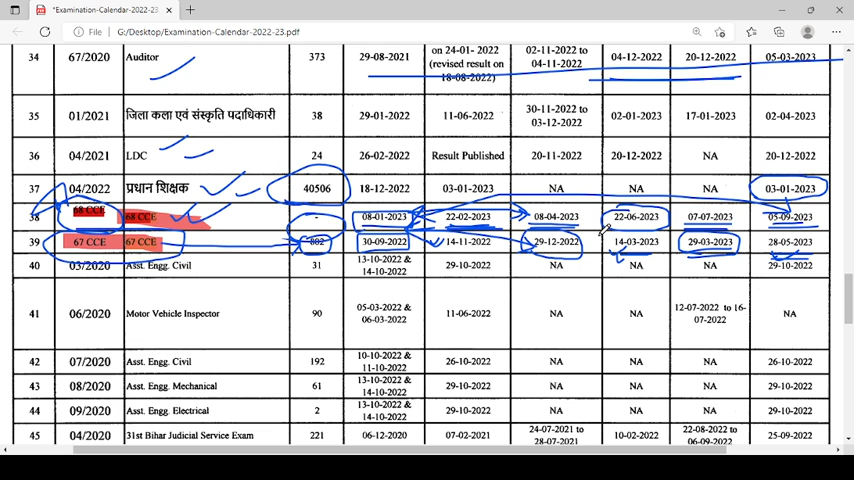 *Examination-Calendar-2022-23.pdf
File | G:/Desktop/Examination-Calendar-2022-23.pdf
34 67/2020 Auditor 373 29-08-2021 on 24-01- 2022 (revised result on 18-08-2022) 02-11-2022 to 04-11-2022 04-12-2022 20-12-2022 05-03-2023
35 01/2021 जिला कला एवं संस्कृति पदाधिकारी 38 29-01-2022 11-06-2022 30-11-2022 to 03-12-2022 02-01-2023 17-01-2023 02-04-2023
36 04/2021 LDC 24 26-02-2022 Result Published 20-11-2022 20-12-2022 NA 20-12-2022
37 04/2022 प्रधान शिक्षक 40506 18-12-2022 03-01-2023 NA NA NA 03-01-2023
38 68 CCE 68 CCE - 08-01-2023 22-02-2023 08-04-2023 22-06-2023 07-07-2023 05-09-2023
39 67 CCE 67 CCE 802 30-09-2022 14-11-2022 29-12-2022 14-03-2023 29-03-2023 28-05-2023
40 03/2020 Asst. Engg. Civil 31 13-10-2022 & 14-10-2022 29-10-2022 NA NA NA 29-10-2022
41 06/2020 Motor Vehicle Inspector 90 05-03-2022 & 06-03-2022 11-06-2022 NA NA 12-07-2022 to 16-07-2022 NA
42 07/2020 Asst. Engg. Civil 192 10-10-2022 & 11-10-2022 26-10-2022 NA NA NA 26-10-2022
43 08/2020 Asst. Engg. Mechanical 61 13-10-2022 & 14-10-2022 29-10-2022 NA NA NA 29-10-2022
44 09/2020 Asst. Engg. Electrical 2 13-10-2022 & 14-10-2022 29-10-2022 NA NA NA 29-10-2022
45 04/2020 31st Bihar Judicial Service Exam 221 06-12-2020 07-02-2021 24-07-2021 to 28-07-2021 10-02-2022 22-08-2022 to 06-09-2022 25-09-2022